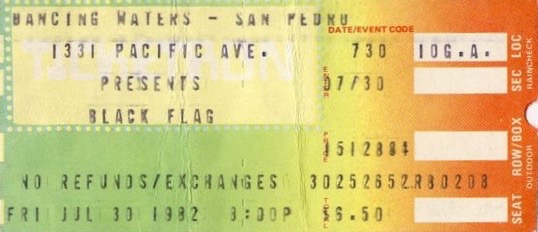 DANCING WATERS - SAN PEDRO
DATE/EVENT CODE
1331 PACIFIC AVE. 730 10G.A.
PRESENTS 07/30
BLACK FLAG
1512884
NO REFUNDS/EXCHANGES 30252652 R80208
FRI JUL 30 1982 8:00P $6.50
SEC LOC
RAINCHECK
ROW/BOX
SEAT
OUTDOOR